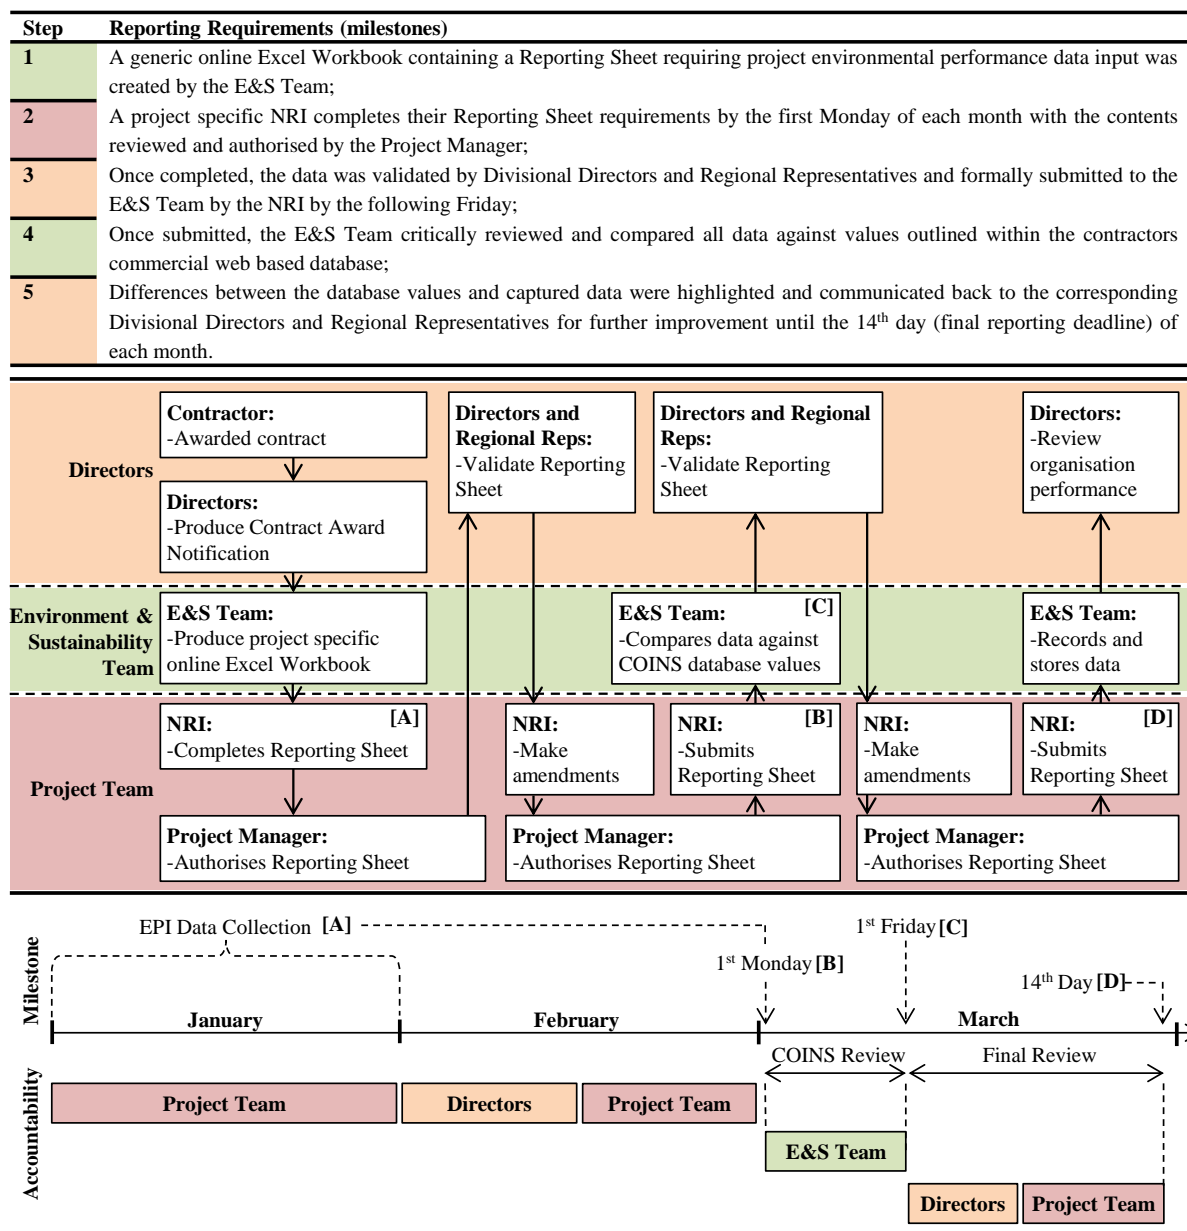 Step Reporting Requirements (milestones)
1 A generic online Excel Workbook containing a Reporting Sheet requiring project environmental performance data input was
created by the E&S Team;
2 A project specific NRI completes their Reporting Sheet requirements by the first Monday of each month with the contents
reviewed and authorised by the Project Manager;
3 Once completed, the data was validated by Divisional Directors and Regional Representatives and formally submitted to the
E&S Team by the NRI by the following Friday;
4 Once submitted, the E&S Team critically reviewed and compared all data against values outlined within the contractors
commercial web based database;
5 Differences between the database values and captured data were highlighted and communicated back to the corresponding
Divisional Directors and Regional Representatives for further improvement until the 14th day (final reporting deadline) of
each month.
Directors
Contractor:
-Awarded contract
Directors:
-Produce Contract Award
Notification
Directors and
Regional Reps:
-Validate Reporting
Sheet
Directors and Regional
Reps:
-Validate Reporting
Sheet
Directors:
-Review
organisation
performance
Environment &
Sustainability
Team
E&S Team:
-Produce project specific
online Excel Workbook
E&S Team: [C]
-Compares data against
COINS database values
E&S Team:
-Records and
stores data
Project Team
NRI: [A]
-Completes Reporting Sheet
NRI:
-Make
amendments
NRI: [B]
-Submits
Reporting Sheet
NRI:
-Make
amendments
NRI: [D]
-Submits
Reporting Sheet
Project Manager:
-Authorises Reporting Sheet
Project Manager:
-Authorises Reporting Sheet
Project Manager:
-Authorises Reporting Sheet
Milestone
EPI Data Collection [A]
1st Monday [B]
1st Friday [C]
14th Day [D]
January
February
March
COINS Review
Final Review
Accountability
Project Team
Directors
Project Team
E&S Team
Directors
Project Team